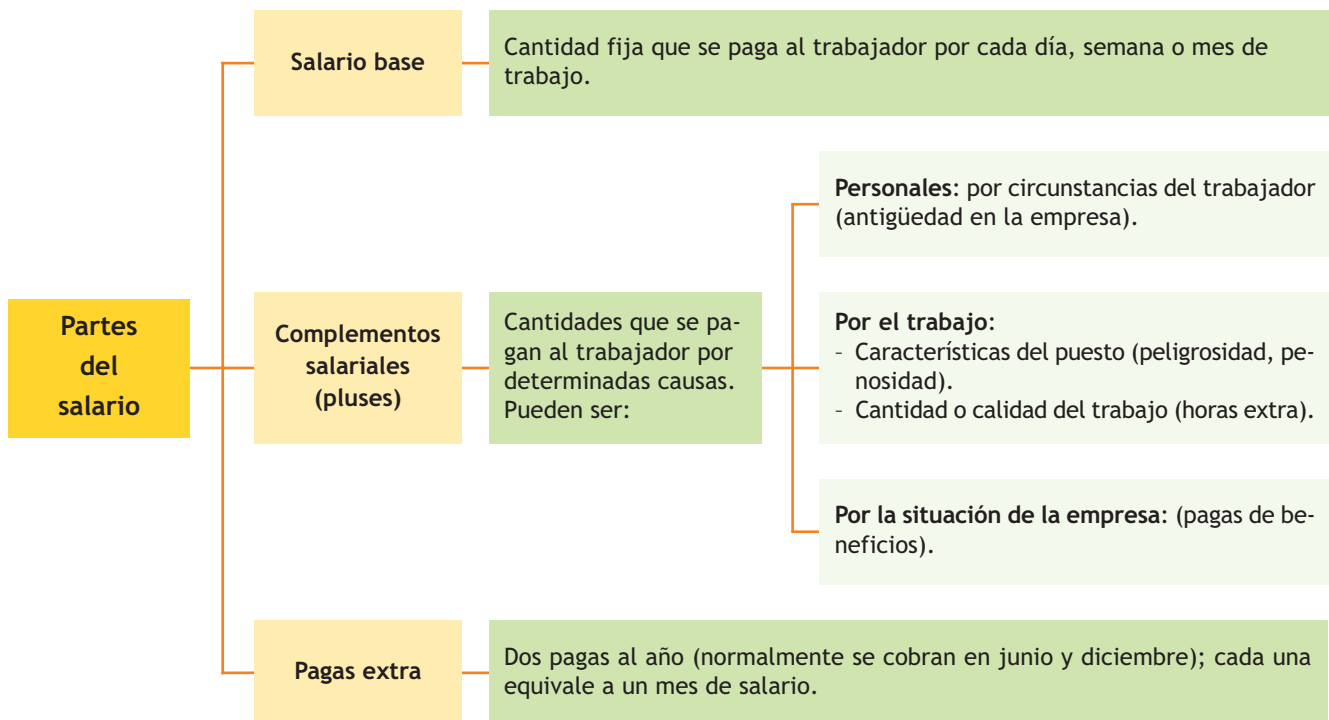 Partes
del
salario
Salario base
Cantidad fija que se paga al trabajador por cada día, semana o mes de
trabajo.
Complementos
salariales
(pluses)
Cantidades que se pa-
gan al trabajador por
determinadas causas.
Pueden ser:
Personales: por circunstancias del trabajador
(antigüedad en la empresa).
Por el trabajo:
- Características del puesto (peligrosidad, pe-
nosidad).
- Cantidad o calidad del trabajo (horas extra).
Por la situación de la empresa: (pagas de be-
neficios).
Pagas extra
Dos pagas al año (normalmente se cobran en junio y diciembre); cada una
equivale a un mes de salario.